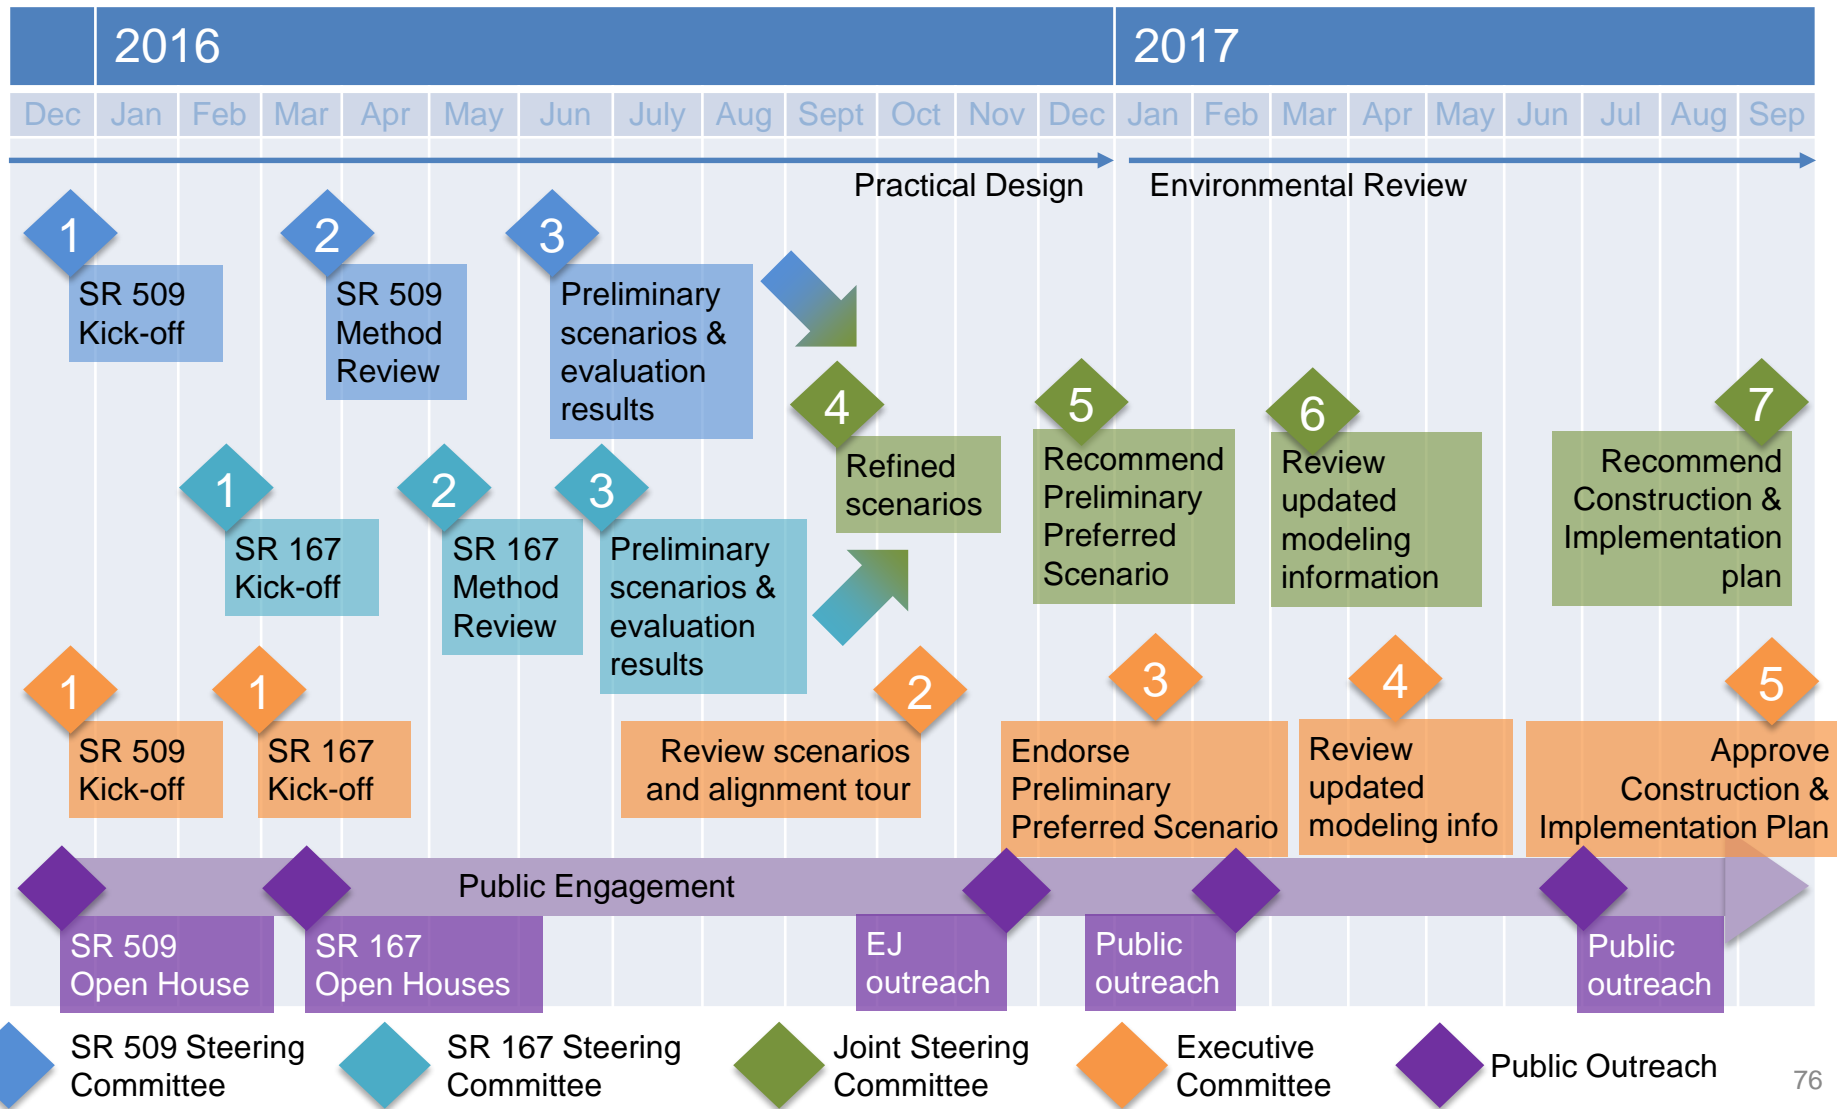 2016
2017
Dec Jan Feb Mar Apr May Jun July Aug Sept Oct Nov Dec Jan Feb Mar Apr May Jun Jul Aug Sep
Practical Design
Environmental Review
1
SR 509
Kick-off
2
SR 509
Method
Review
3
Preliminary
scenarios &
evaluation
results
1
SR 167
Kick-off
2
SR 167
Method
Review
3
Preliminary
scenarios &
evaluation
results
4
Refined
scenarios
5
Recommend
Preliminary
Preferred
Scenario
6
Review
updated
modeling
information
7
Recommend
Construction &
Implementation
plan
1
SR 509
Kick-off
1
SR 167
Kick-off
2
Review scenarios
and alignment tour
3
Endorse
Preliminary
Preferred Scenario
4
Review
updated
modeling info
5
Approve
Construction &
Implementation Plan
Public Engagement
SR 509
Open House
SR 167
Open Houses
EJ
outreach
Public
outreach
Public
outreach
SR 509 Steering
Committee
SR 167 Steering
Committee
Joint Steering
Committee
Executive
Committee
Public Outreach
76